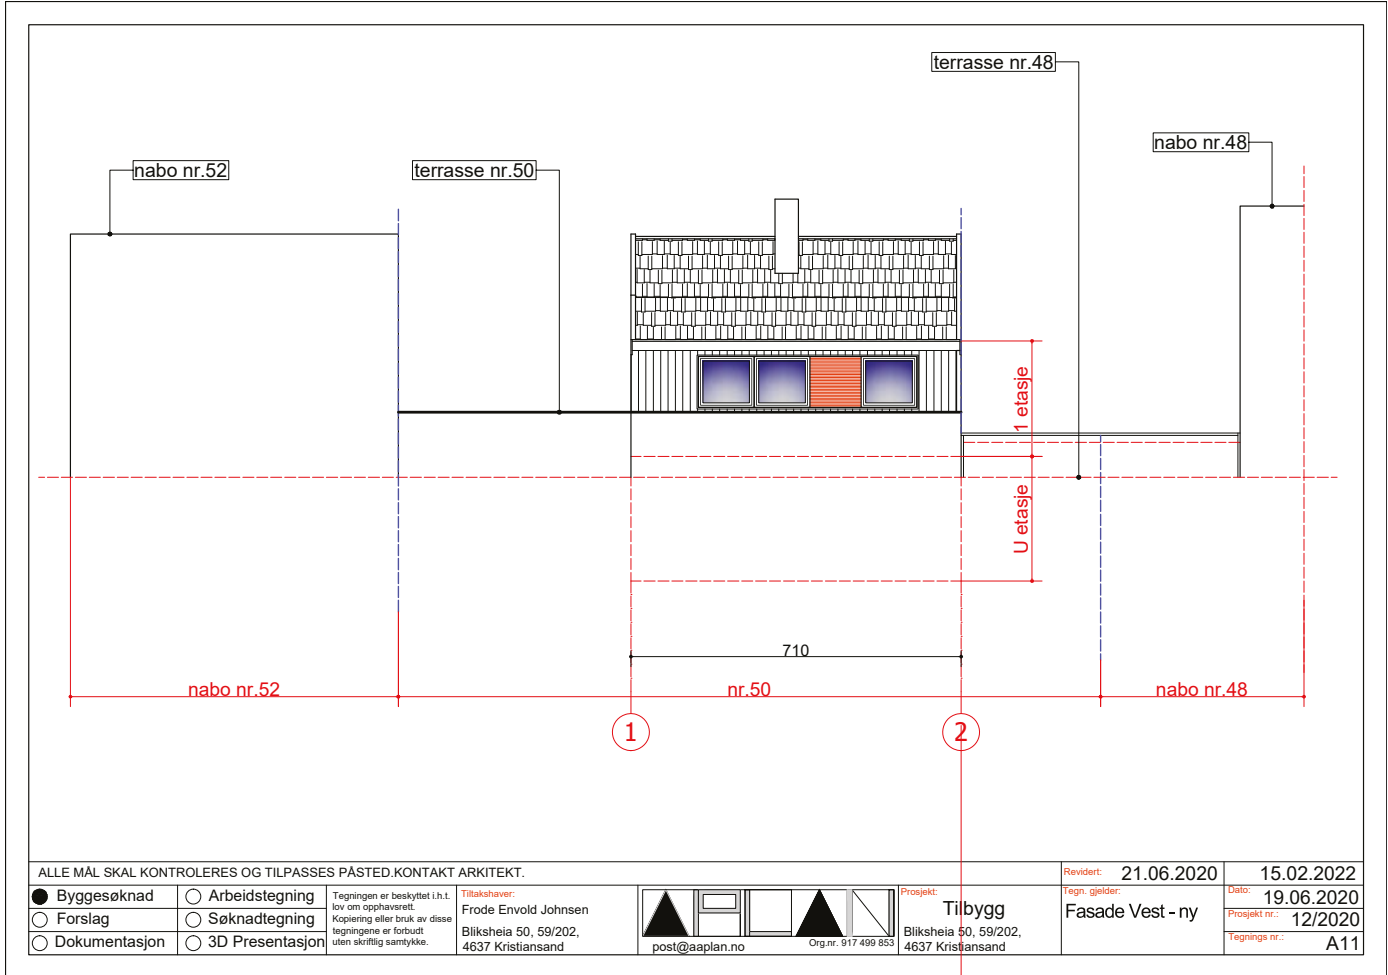 terrasse nr.48
nabo nr.48
nabo nr.52
terrasse nr.50
1 etasje
U etasje
710
nabo nr.52
nr.50
nabo nr.48
1
2
ALLE MÅL SKAL KONTROLERES OG TILPASSES PÅSTED.KONTAKT ARKITEKT.
Revidert: 21.06.2020
15.02.2022
Byggesøknad
Forslag
Dokumentasjon
Arbeidstegning
Søknadtegning
3D Presentasjon
Tegningen er beskyttet i.h.t.
lov om opphavsrett.
Kopiering eller bruk av disse
tegningene er forbudt
uten skriftlig samtykke.
Tiltakshaver:
Frode Envold Johnsen
Bliksheia 50, 59/202,
4637 Kristiansand
post@aaplan.no
Org.nr. 917 499 853
Prosjekt:
Tilbygg
Bliksheia 50, 59/202,
4637 Kristiansand
Tegn. gjelder:
Fasade Vest - ny
Dato: 19.06.2020
Prosjekt nr.: 12/2020
Tegnings nr.: A11